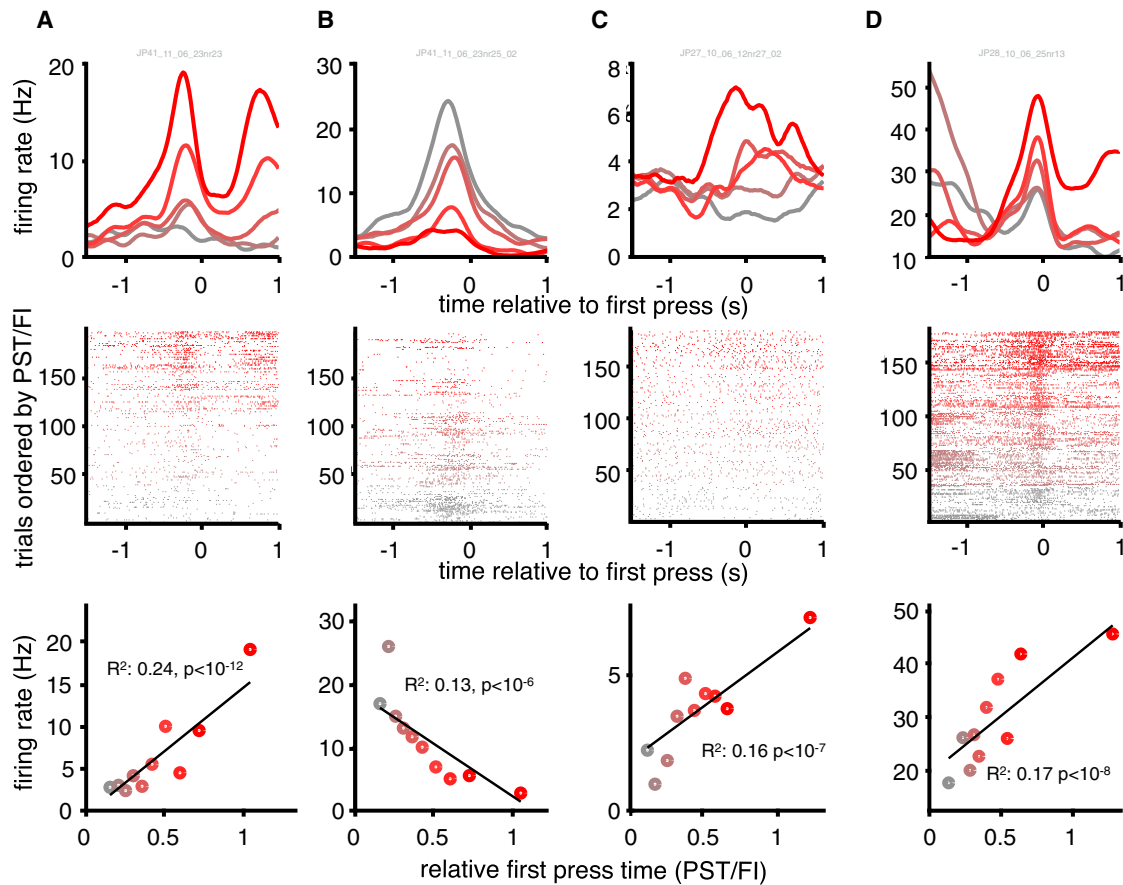 A B C D
JP41_11_06_23nr23 JP41_11_06_23nr25_02 JP27_10_06_12nr27_02 JP28_10_06_25nr13
firing rate (Hz)
20 10 0
30 20 10 0
8 6 4 2 0
50 40 30 20 10
-1 0 1 -1 0 1 -1 0 1 -1 0 1
time relative to first press (s)
trials ordered by PST/FI
150 100 50
150 100 50
150 100 50
150 100 50
-1 0 1 -1 0 1 -1 0 1 -1 0 1
time relative to first press (s)
firing rate (Hz)
20 15 10 5 0
R²: 0.24, p<10⁻¹²
30 20 10 0
R²: 0.13, p<10⁻⁶
5 0
R²: 0.16 p<10⁻⁷
50 40 30 20
R²: 0.17 p<10⁻⁸
0 0.5 1 0 0.5 1 0 0.5 1 0 0.5 1
relative first press time (PST/FI)